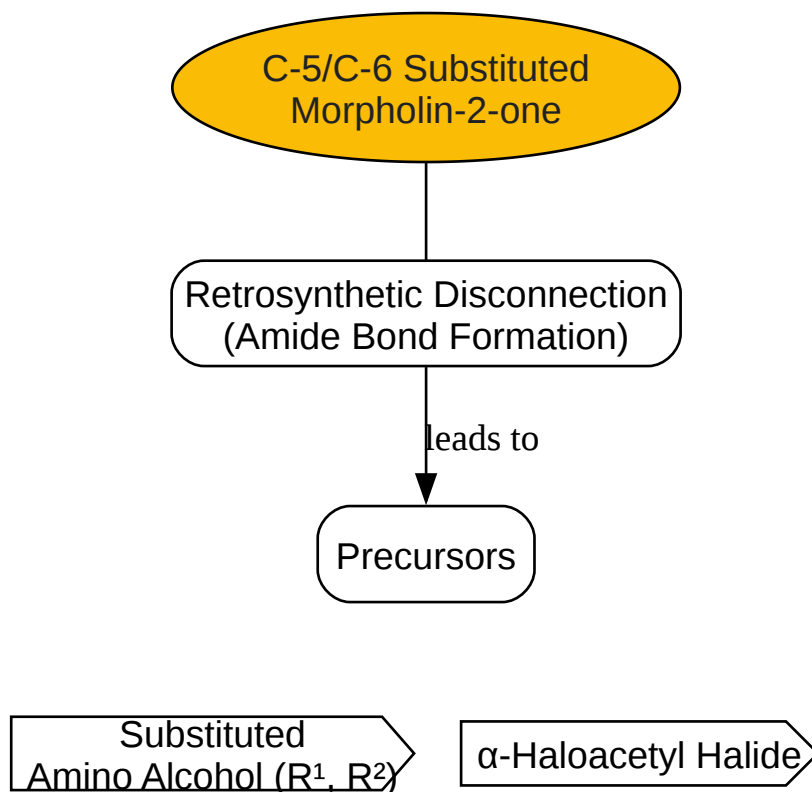 C-5/C-6 Substituted
Morpholin-2-one
Retrosynthetic Disconnection
(Amide Bond Formation)
leads to
Precursors
Substituted
Amino Alcohol (R¹, R²)
α-Haloacetyl Halide